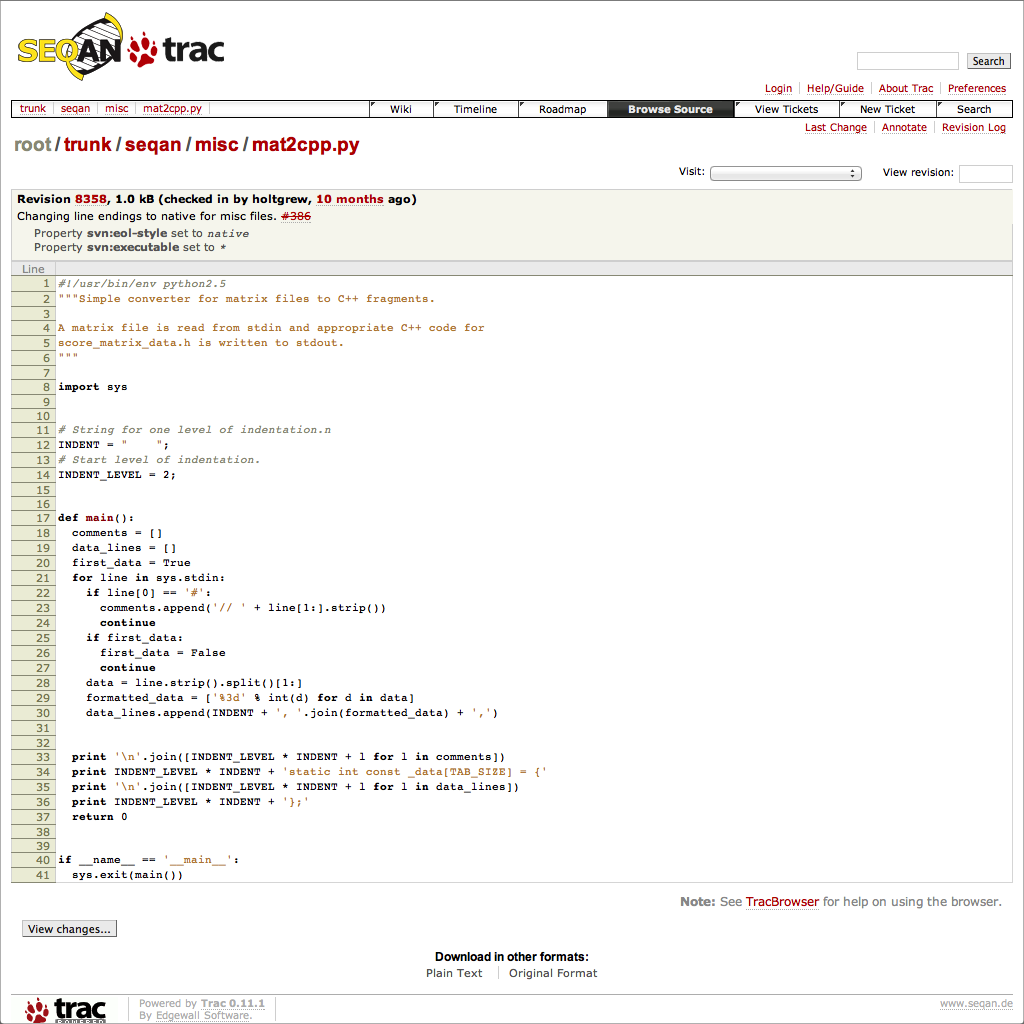 SEQAN trac
Search
Login Help/Guide About Trac Preferences
trunk seqan misc mat2cpp.py Wiki Timeline Roadmap Browse Source View Tickets New Ticket Search
Last Change Annotate Revision Log
root / trunk / seqan / misc / mat2cpp.py
Visit: View revision:
Revision 8358, 1.0 kB (checked in by holtgrew, 10 months ago)
Changing line endings to native for misc files. #386
Property svn:eol-style set to native
Property svn:executable set to *
Line
1 #!/usr/bin/env python2.5
2 """Simple converter for matrix files to C++ fragments.
3
4 A matrix file is read from stdin and appropriate C++ code for
5 score_matrix_data.h is written to stdout.
6 """
7
8 import sys
9
10
11 # String for one level of indentation.n
12 INDENT = "    ";
13 # Start level of indentation.
14 INDENT_LEVEL = 2;
15
16
17 def main():
18   comments = []
19   data_lines = []
20   first_data = True
21   for line in sys.stdin:
22     if line[0] == '#':
23       comments.append('// ' + line[1:].strip())
24       continue
25     if first_data:
26       first_data = False
27       continue
28     data = line.strip().split()[1:]
29     formatted_data = ['%3d' % int(d) for d in data]
30     data_lines.append(INDENT + ', '.join(formatted_data) + ',')
31
32
33   print '\n'.join([INDENT_LEVEL * INDENT + l for l in comments])
34   print INDENT_LEVEL * INDENT + 'static int const _data[TAB_SIZE] = {'
35   print '\n'.join([INDENT_LEVEL * INDENT + l for l in data_lines])
36   print INDENT_LEVEL * INDENT + '};'
37   return 0
38
39
40 if __name__ == '__main__':
41   sys.exit(main())
Note: See TracBrowser for help on using the browser.
View changes...
Download in other formats:
Plain Text Original Format
trac POWERED
Powered by Trac 0.11.1
By Edgewall Software.
www.seqan.de